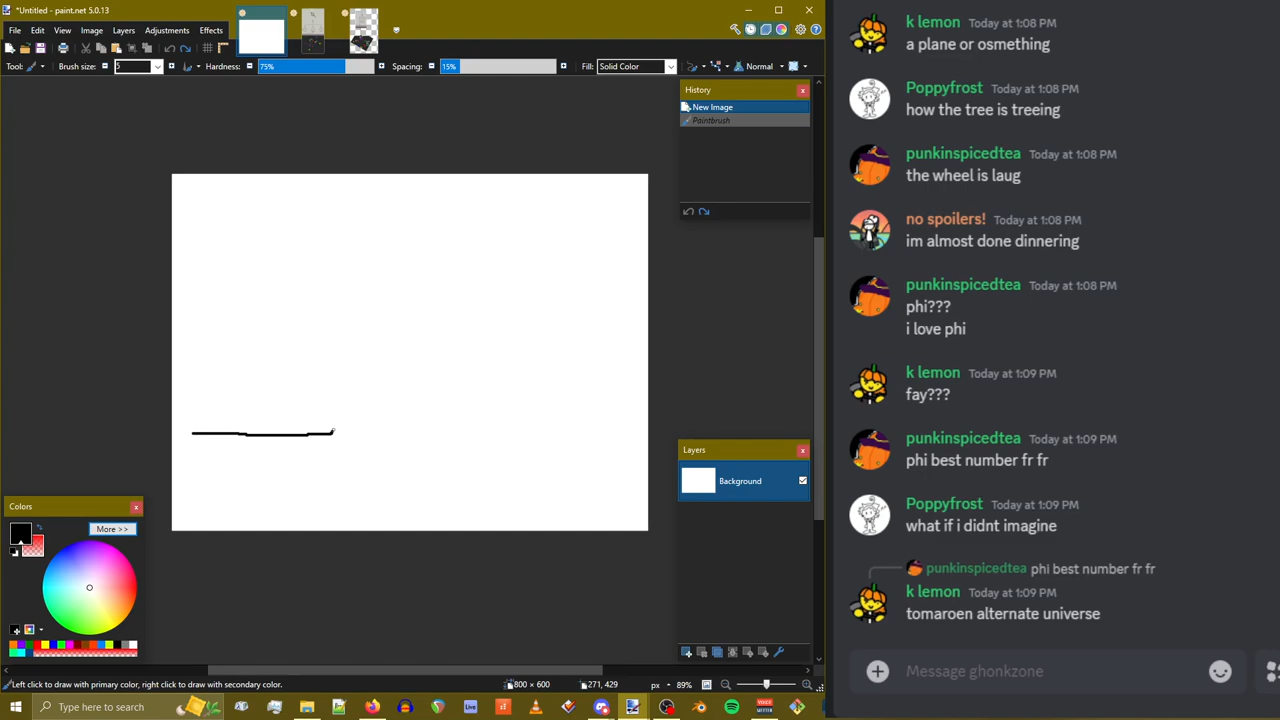 *Untitled - paint.net 5.0.13
File Edit View Image Layers Adjustments Effects
Tool: Brush size: 5 Hardness: 75% Spacing: 15% Fill: Solid Color Normal
History
New Image
Paintbrush
Layers
Background
Colors
More >>
Left click to draw with primary color, right click to draw with secondary color.
800 × 600
271, 429
px
89%
Type here to search
Live
k lemon Today at 1:08 PM
a plane or osmething
Poppyfrost Today at 1:08 PM
how the tree is treeing
punkinspicedtea Today at 1:08 PM
the wheel is laug
no spoilers! Today at 1:08 PM
im almost done dinnering
punkinspicedtea Today at 1:08 PM
phi???
i love phi
k lemon Today at 1:09 PM
fay???
punkinspicedtea Today at 1:09 PM
phi best number fr fr
Poppyfrost Today at 1:09 PM
what if i didnt imagine
punkinspicedtea phi best number fr fr
k lemon Today at 1:09 PM
tomaroen alternate universe
Message ghonkzone